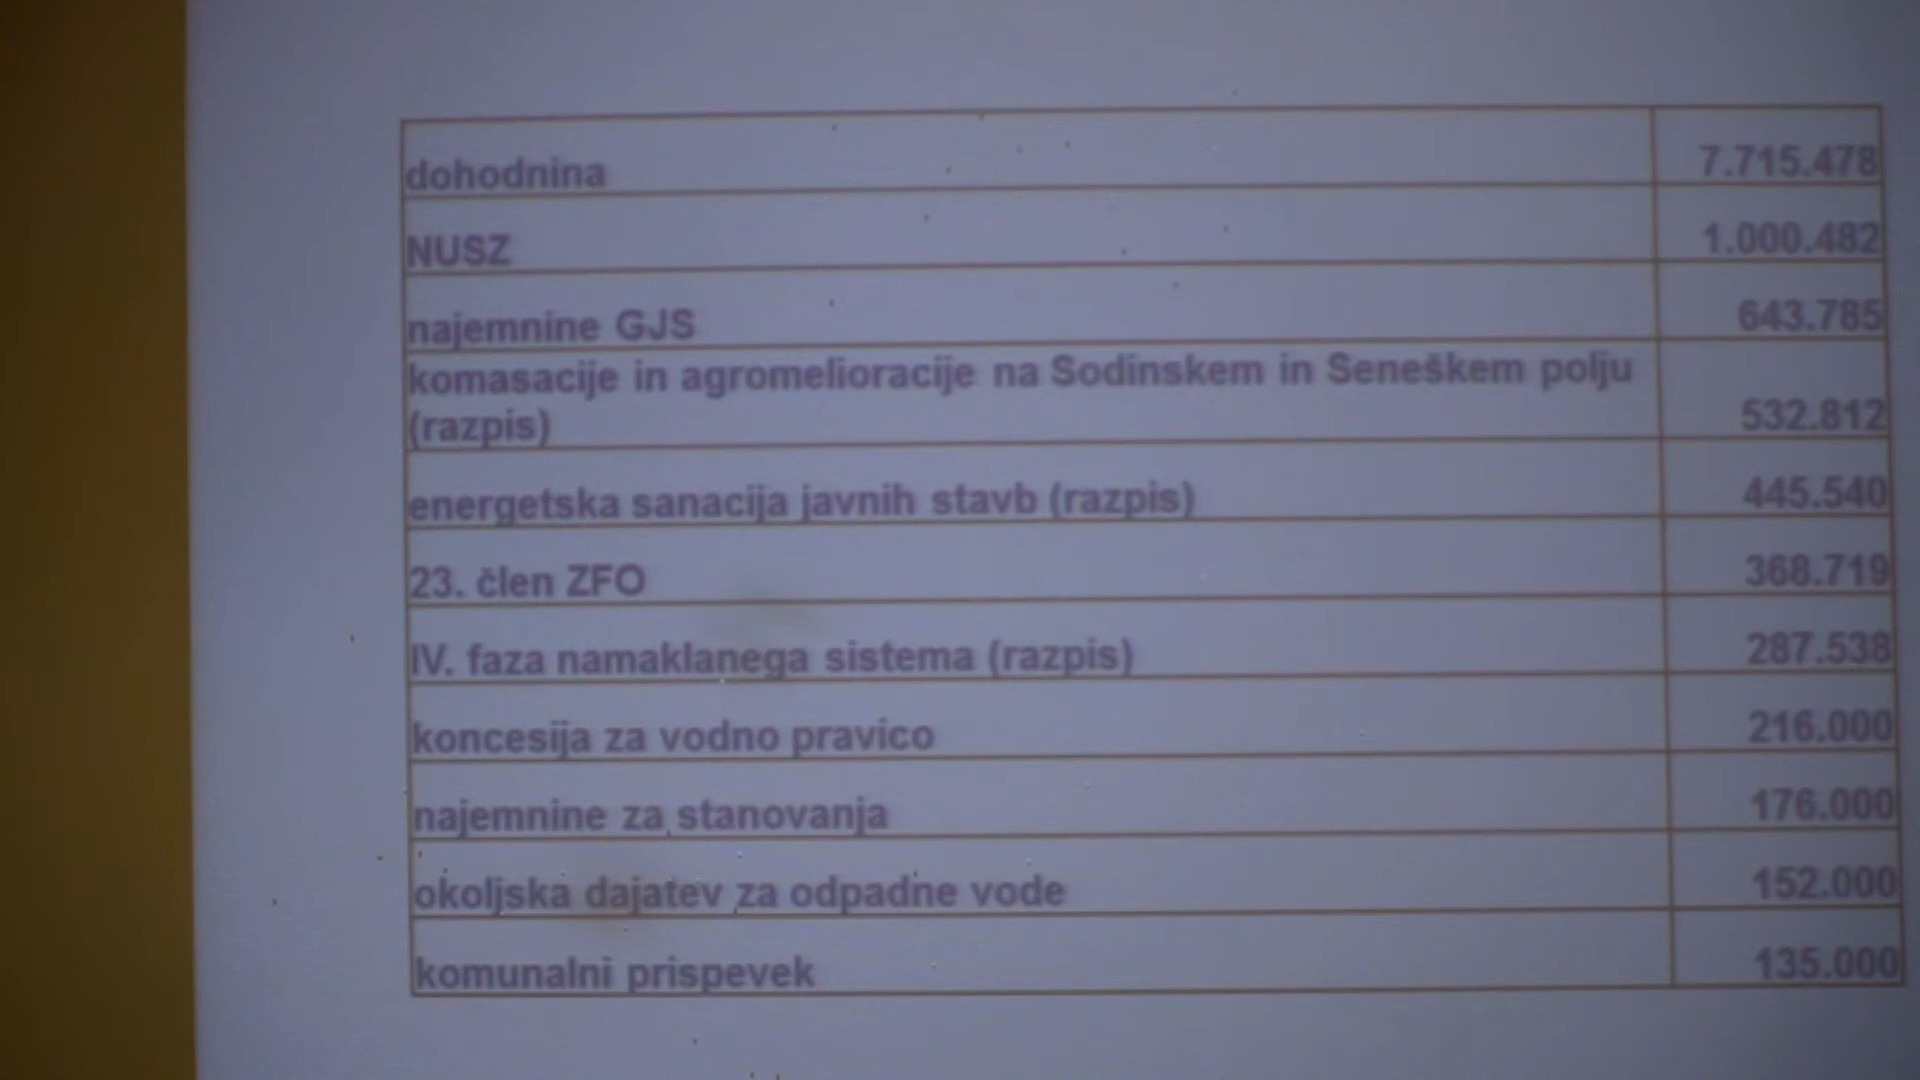 dohodnina 7.715.478
NUSZ 1.000.482
najemnine GJS 643.785
komasacije in agromelioracije na Sodinskem in Seneškem polju
(razpis) 532.812
energetska sanacija javnih stavb (razpis) 445.540
23. člen ZFO 368.719
IV. faza namaklanega sistema (razpis) 287.538
koncesija za vodno pravico 216.000
najemnine za stanovanja 176.000
okoljska dajatev za odpadne vode 152.000
komunalni prispevek 135.000